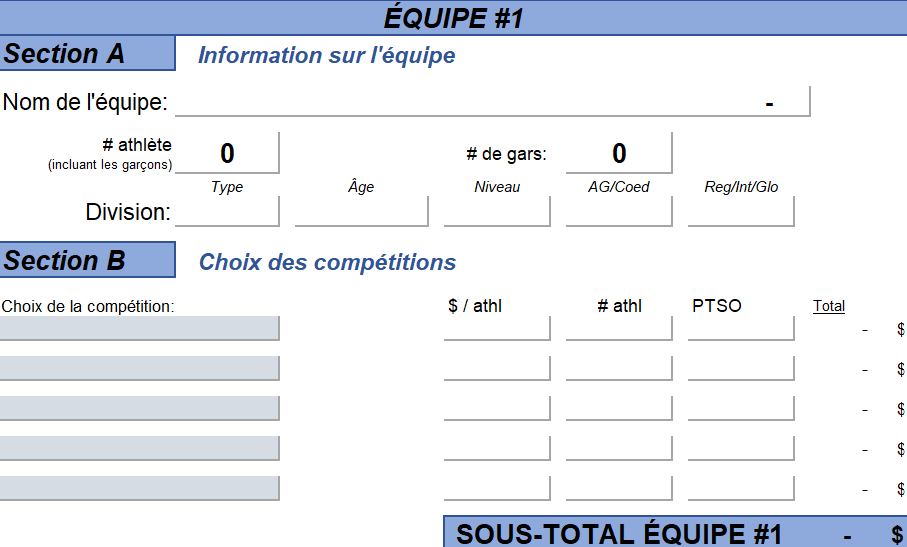 ÉQUIPE #1
Section A Information sur l'équipe
Nom de l'équipe: -
# athlète 0 # de gars: 0
(incluant les garçons)
Type Âge Niveau AG/Coed Reg/Int/Glo
Division:
Section B Choix des compétitions
Choix de la compétition: $ / athl # athl PTSO Total
- $
- $
- $
- $
- $
SOUS-TOTAL ÉQUIPE #1 - $